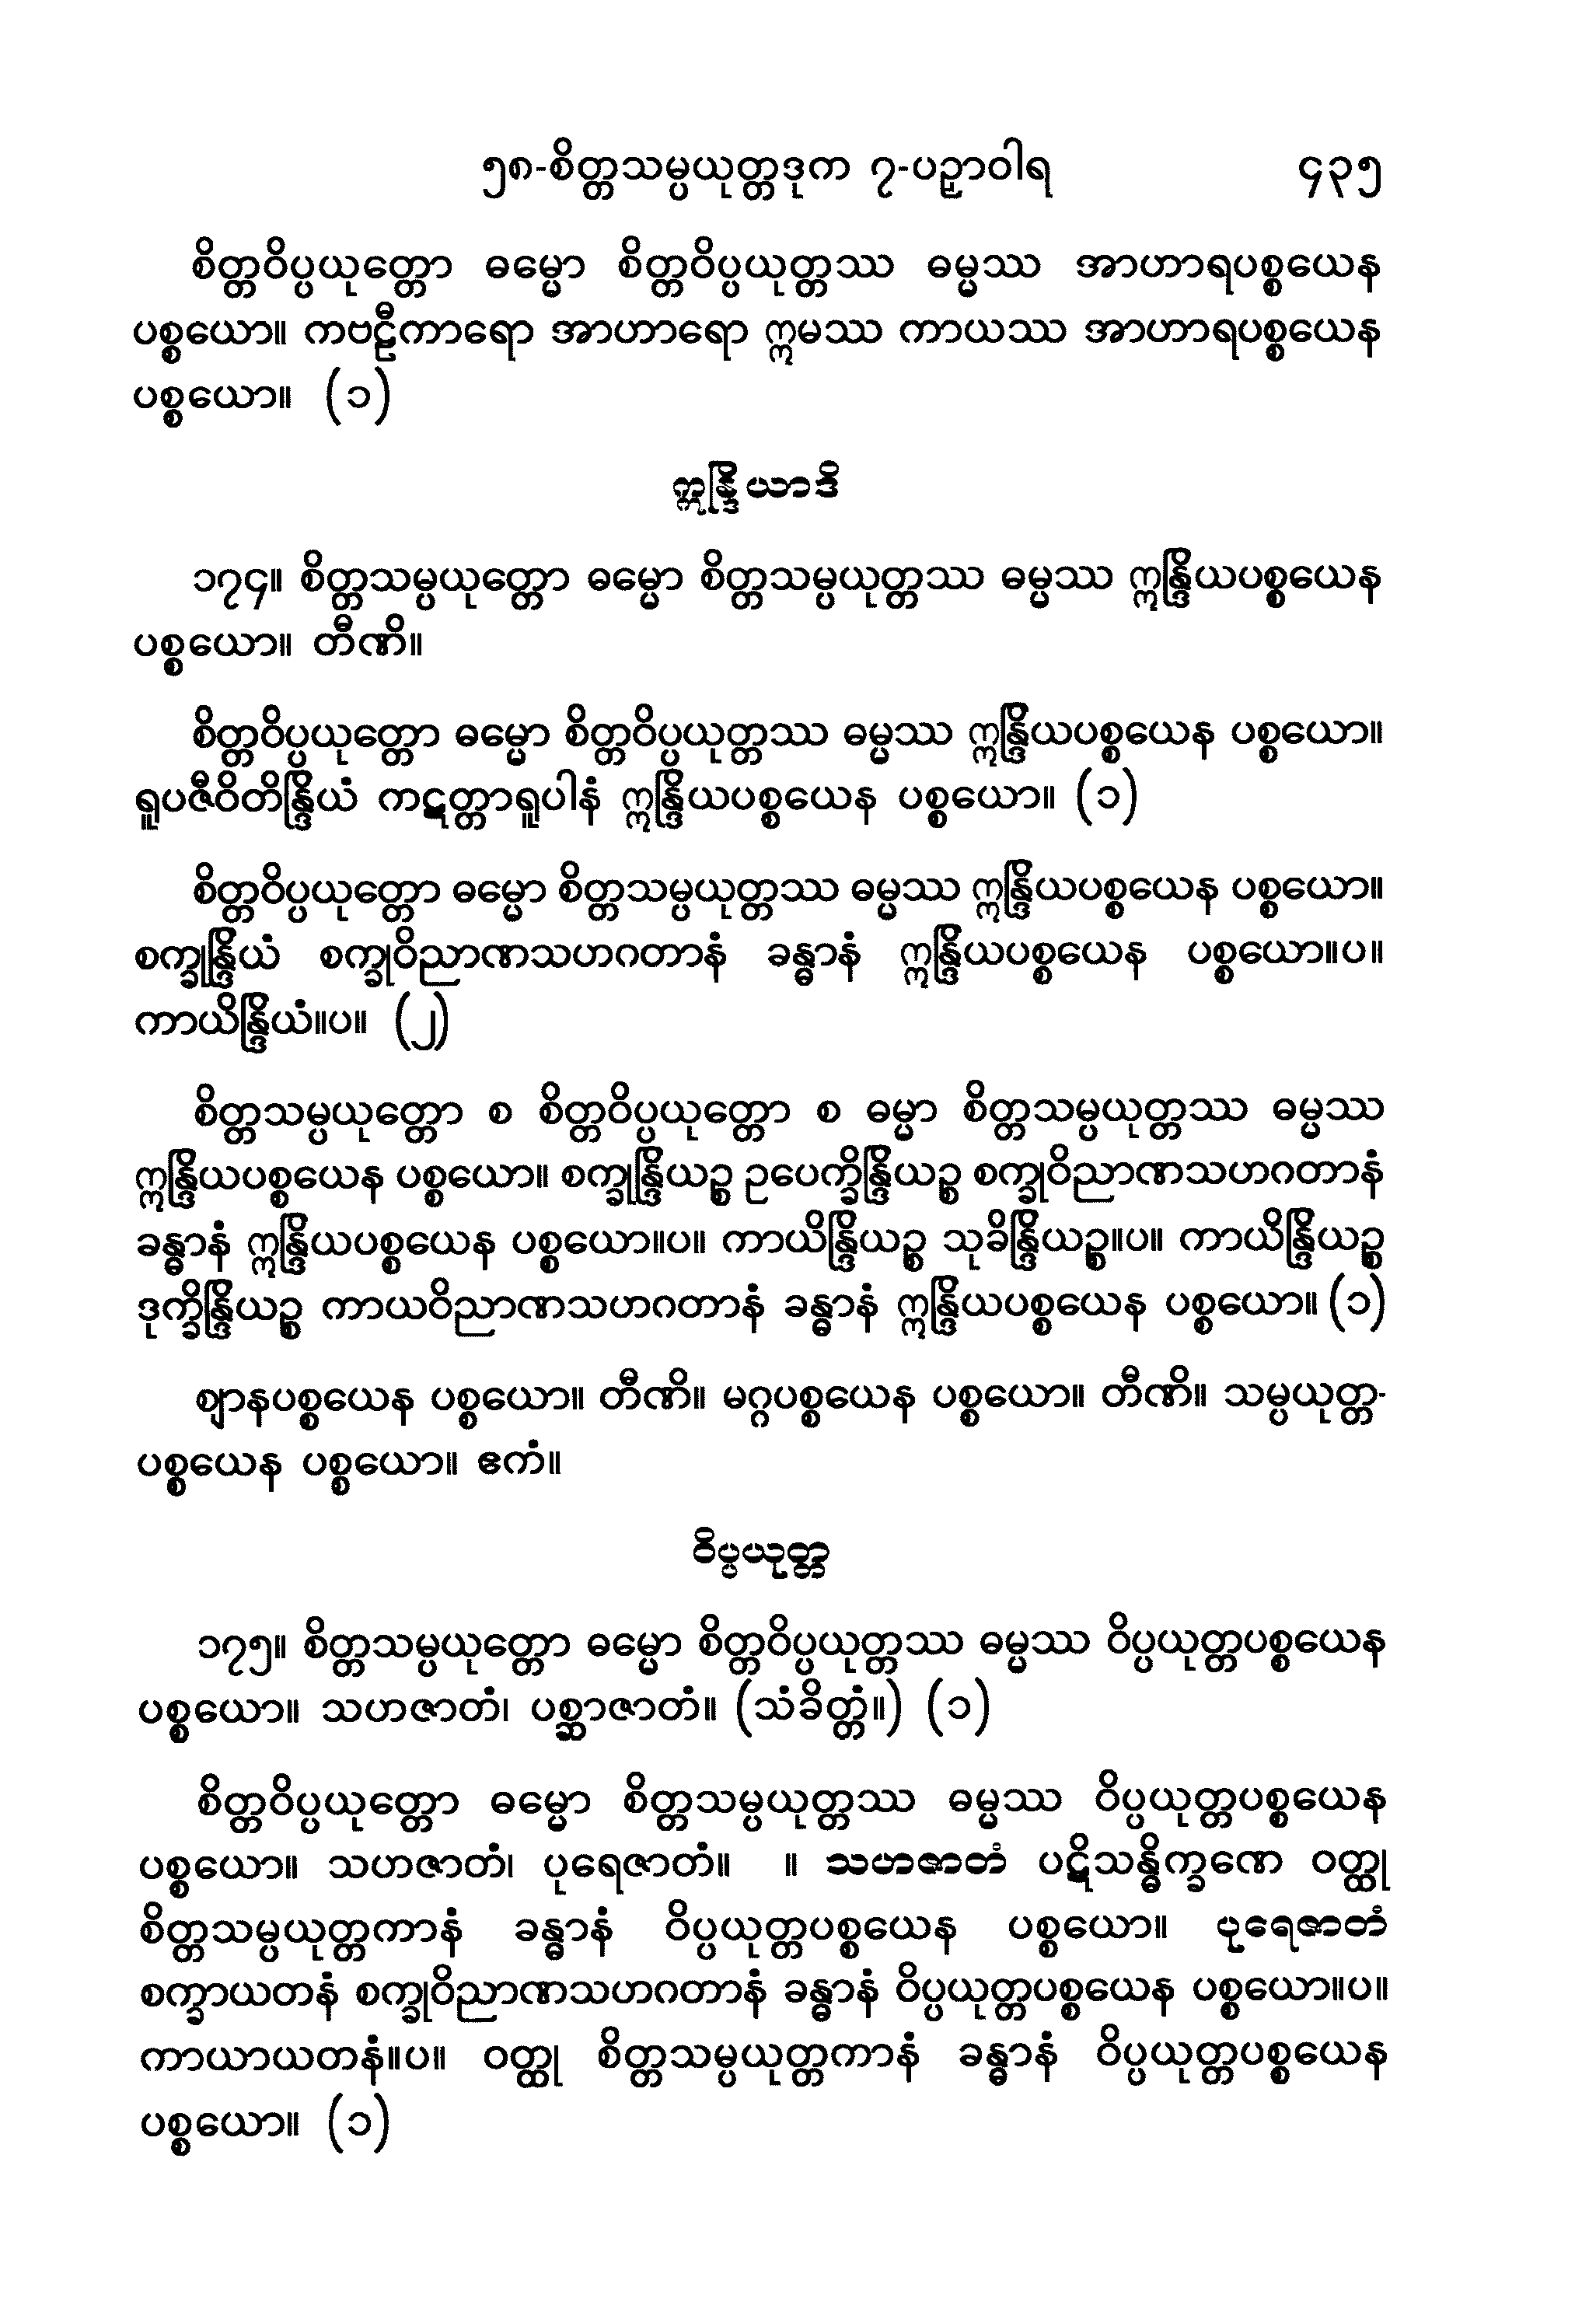 ၅၈-စိတ္တသမ္ပယုတ္တဒုက ၇-ပဉှာဝါရ ၄၃၅
စိတ္တဝိပ္ပယုတ္တော ဓမ္မော စိတ္တဝိပ္ပယုတ္တဿ ဓမ္မဿ အာဟာရပစ္စယေန
ပစ္စယော။ ကဗဠီကာရော အာဟာရော ဣမဿ ကာယဿ အာဟာရပစ္စယေန
ပစ္စယော။ (၁)
ဣန္ဒြိယာဒိ
၁၇၄။ စိတ္တသမ္ပယုတ္တော ဓမ္မော စိတ္တသမ္ပယုတ္တဿ ဓမ္မဿ ဣန္ဒြိယပစ္စယေန
ပစ္စယော။ တီဏိ။
စိတ္တဝိပ္ပယုတ္တော ဓမ္မော စိတ္တဝိပ္ပယုတ္တဿ ဓမ္မဿ ဣန္ဒြိယပစ္စယေန ပစ္စယော။
ရူပဇီဝိတိန္ဒြိယံ ကဋတ္တာရူပါနံ ဣန္ဒြိယပစ္စယေန ပစ္စယော။ (၁)
စိတ္တဝိပ္ပယုတ္တော ဓမ္မော စိတ္တသမ္ပယုတ္တဿ ဓမ္မဿ ဣန္ဒြိယပစ္စယေန ပစ္စယော။
စက္ခုန္ဒြိယံ စက္ခုဝိညာဏသဟဂတာနံ ခန္ဓာနံ ဣန္ဒြိယပစ္စယေန ပစ္စယော။ပ။
ကာယိန္ဒြိယံ။ပ။ (၂)
စိတ္တသမ္ပယုတ္တော စ စိတ္တဝိပ္ပယုတ္တော စ ဓမ္မာ စိတ္တသမ္ပယုတ္တဿ ဓမ္မဿ
ဣန္ဒြိယပစ္စယေန ပစ္စယော။ စက္ခုန္ဒြိယဉ္စ ဥပေက္ခိန္ဒြိယဉ္စ စက္ခုဝိညာဏသဟဂတာနံ
ခန္ဓာနံ ဣန္ဒြိယပစ္စယေန ပစ္စယော။ပ။ ကာယိန္ဒြိယဉ္စ သုခိန္ဒြိယဉ္စ။ပ။ ကာယိန္ဒြိယဉ္စ
ဒုက္ခိန္ဒြိယဉ္စ ကာယဝိညာဏသဟဂတာနံ ခန္ဓာနံ ဣန္ဒြိယပစ္စယေန ပစ္စယော။ (၁)
ဈာနပစ္စယေန ပစ္စယော။ တီဏိ။ မဂ္ဂပစ္စယေန ပစ္စယော။ တီဏိ။ သမ္ပယုတ္တ-
ပစ္စယေန ပစ္စယော။ ဧကံ။
ဝိပ္ပယုတ္တ
၁၇၅။ စိတ္တသမ္ပယုတ္တော ဓမ္မော စိတ္တဝိပ္ပယုတ္တဿ ဓမ္မဿ ဝိပ္ပယုတ္တပစ္စယေန
ပစ္စယော။ သဟဇာတံ၊ ပစ္ဆာဇာတံ။ (သံခိတ္တံ။) (၁)
စိတ္တဝိပ္ပယုတ္တော ဓမ္မော စိတ္တသမ္ပယုတ္တဿ ဓမ္မဿ ဝိပ္ပယုတ္တပစ္စယေန
ပစ္စယော။ သဟဇာတံ၊ ပုရေဇာတံ။ ။ သဟဇာတံ ပဋိသန္ဓိက္ခဏေ ဝတ္ထု
စိတ္တသမ္ပယုတ္တကာနံ ခန္ဓာနံ ဝိပ္ပယုတ္တပစ္စယေန ပစ္စယော။ ပုရေဇာတံ
စက္ခာယတနံ စက္ခုဝိညာဏသဟဂတာနံ ခန္ဓာနံ ဝိပ္ပယုတ္တပစ္စယေန ပစ္စယော။ပ။
ကာယာယတနံ။ပ။ ဝတ္ထု စိတ္တသမ္ပယုတ္တကာနံ ခန္ဓာနံ ဝိပ္ပယုတ္တပစ္စယေန
ပစ္စယော။ (၁)